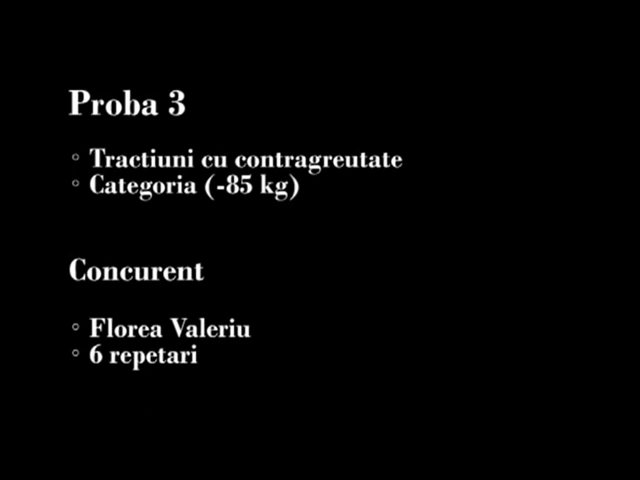 Proba 3
◦ Tractiuni cu contragreutate
◦ Categoria (-85 kg)
Concurent
◦ Florea Valeriu
◦ 6 repetari